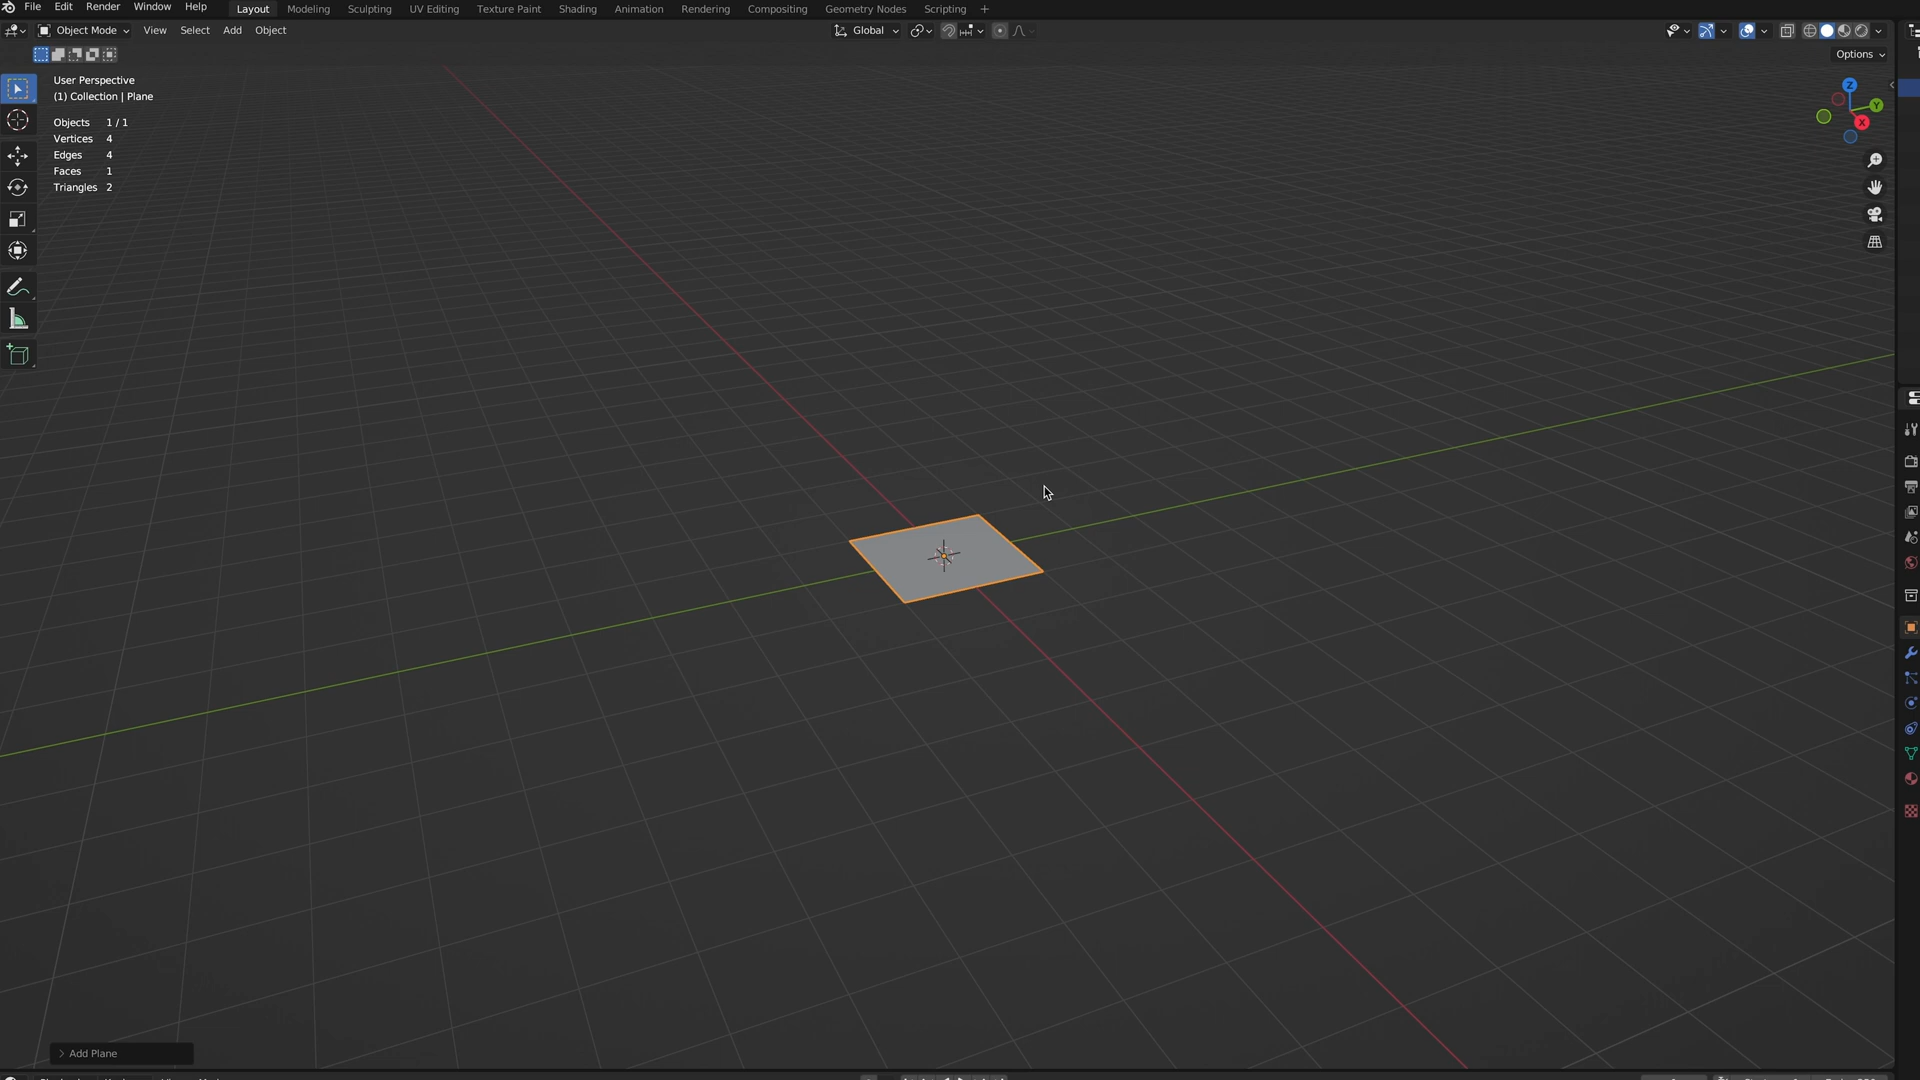 File Edit Render Window Help Layout Modeling Sculpting UV Editing Texture Paint Shading Animation Rendering Compositing Geometry Nodes Scripting +
Object Mode View Select Add Object Global
Options
User Perspective
(1) Collection | Plane
Objects 1 / 1
Vertices 4
Edges 4
Faces 1
Triangles 2
Z
Y
X
Add Plane